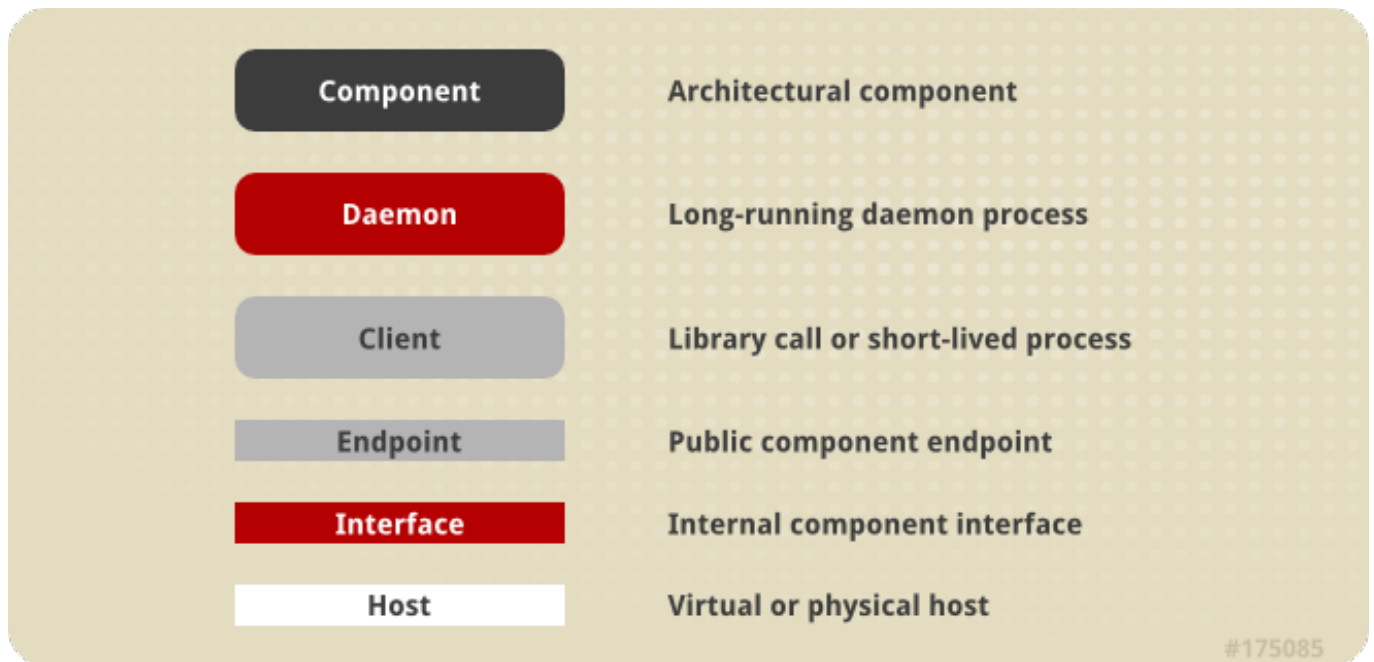 Component Architectural component
Daemon Long-running daemon process
Client Library call or short-lived process
Endpoint Public component endpoint
Interface Internal component interface
Host Virtual or physical host
#175085